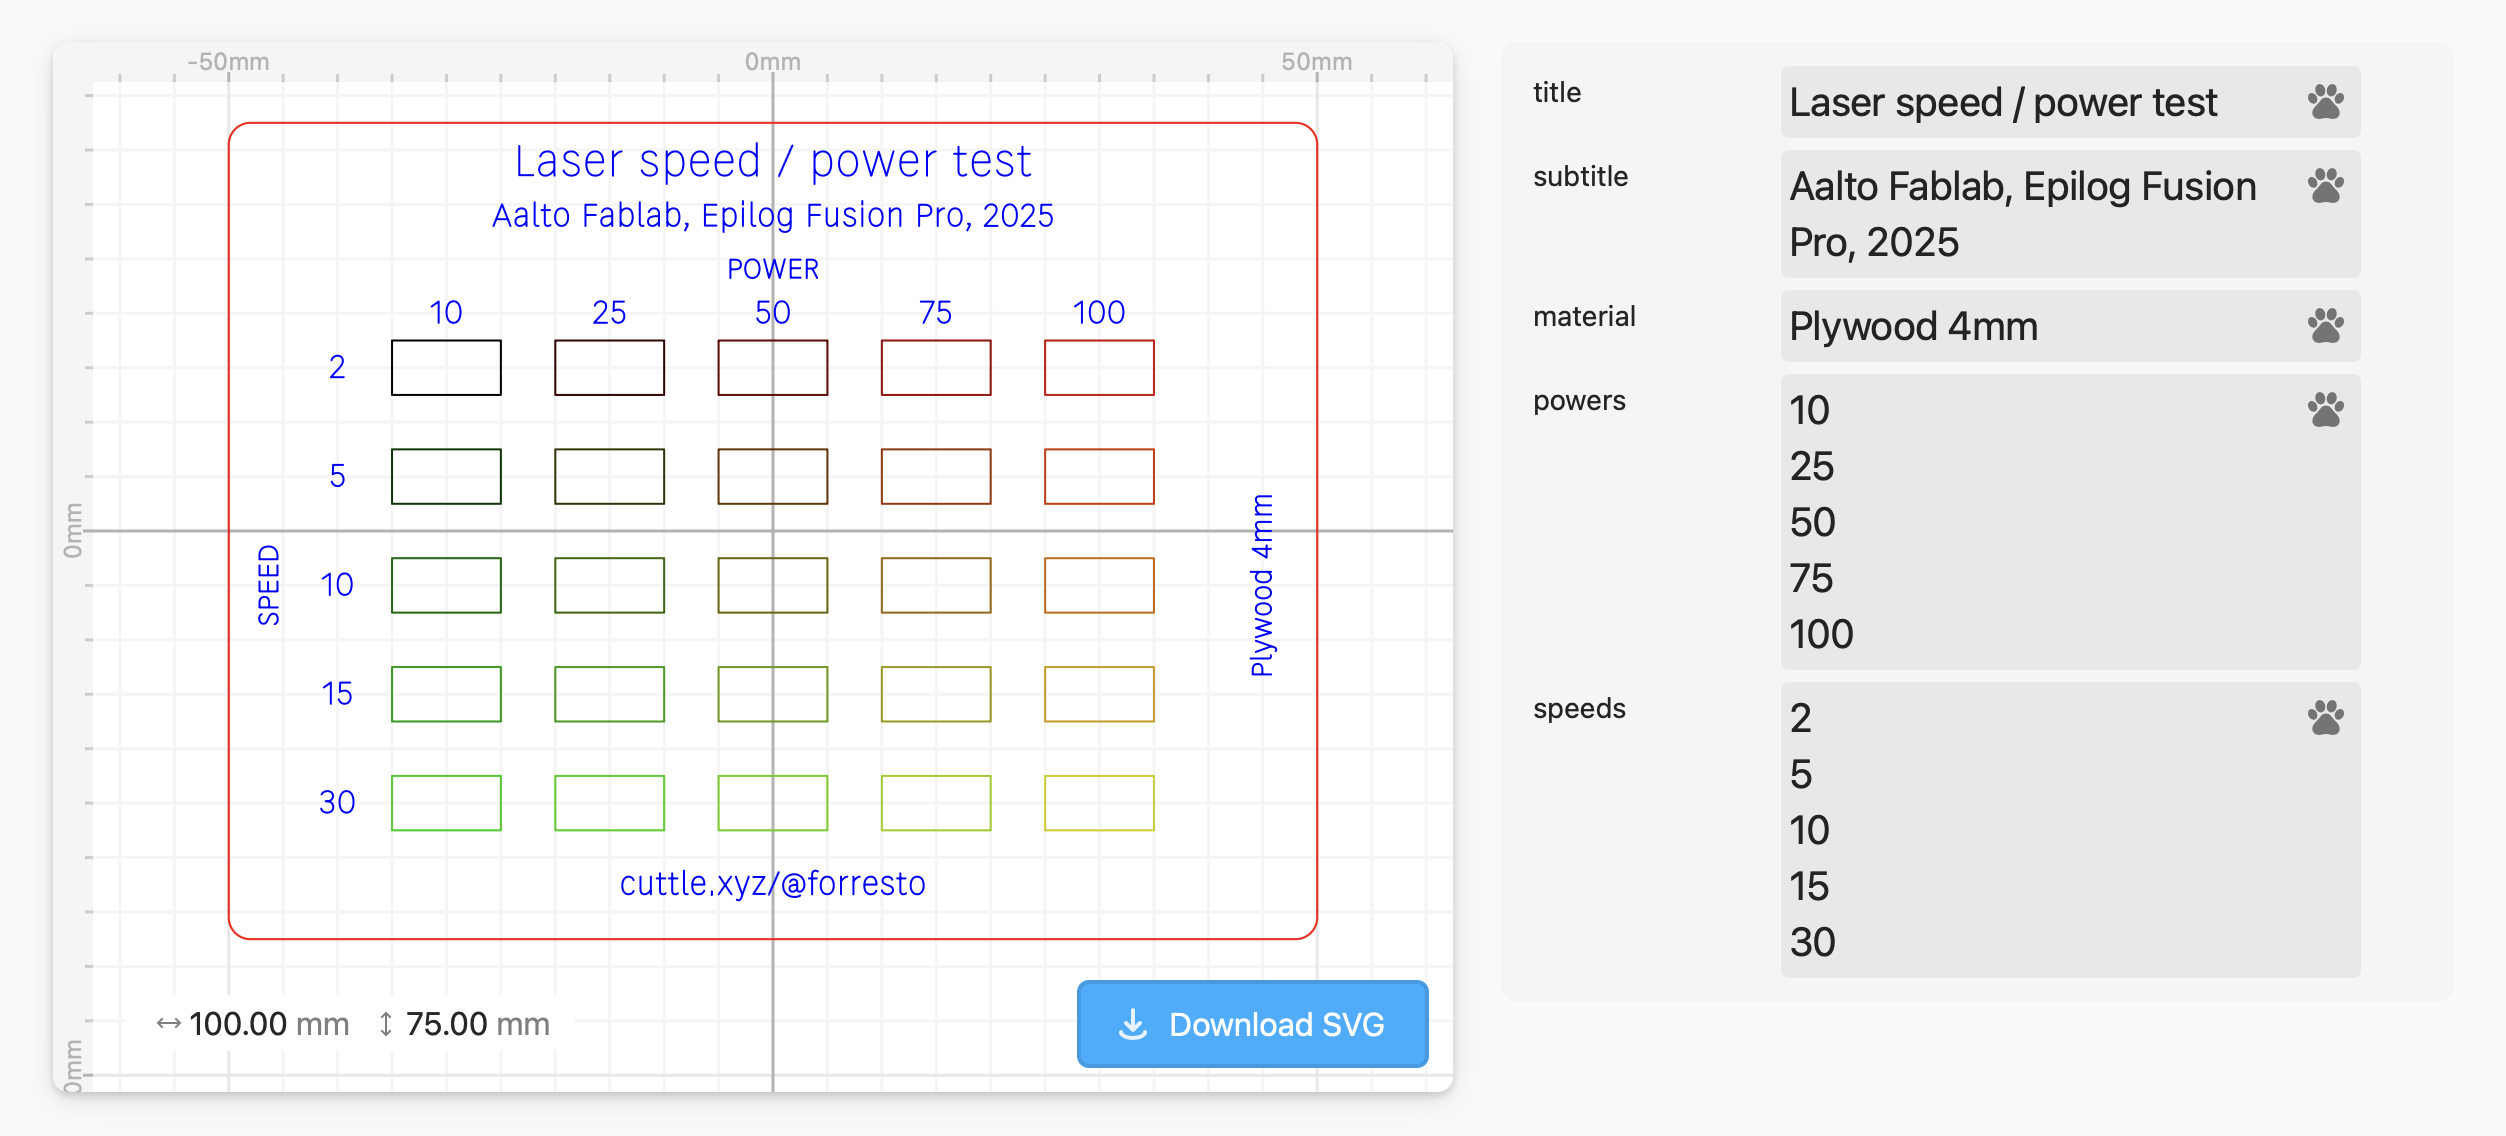 -50mm 0mm 50mm
Laser speed / power test
Aalto Fablab, Epilog Fusion Pro, 2025
POWER
10 25 50 75 100
2
5
10
15
30
SPEED
Plywood 4mm
cuttle.xyz/@forresto
0mm
0mm
100.00 mm 75.00 mm
Download SVG
title
Laser speed / power test
subtitle
Aalto Fablab, Epilog Fusion
Pro, 2025
material
Plywood 4mm
powers
10
25
50
75
100
speeds
2
5
10
15
30